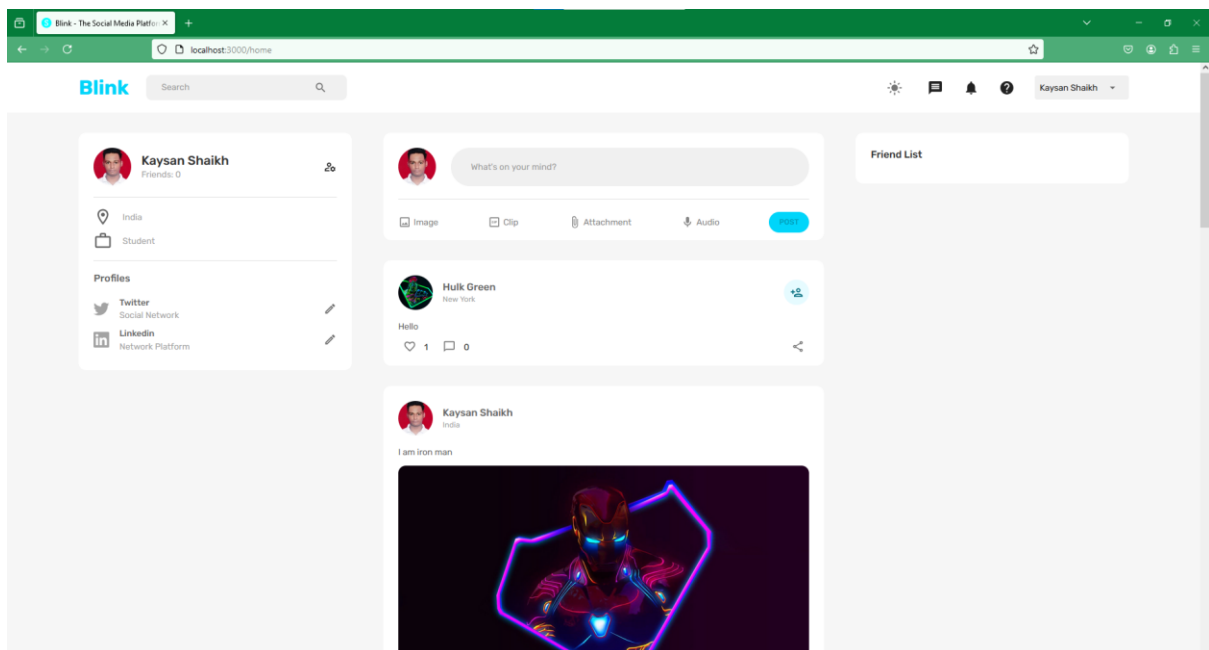 Blink - The Social Media Platfor
localhost:3000/home
Blink
Search
Kaysan Shaikh
Kaysan Shaikh
Friends: 0
India
Student
Profiles
Twitter
Social Network
Linkedin
Network Platform
What's on your mind?
Image
Clip
Attachment
Audio
POST
Hulk Green
New York
Hello
1
0
Kaysan Shaikh
India
I am iron man
Friend List